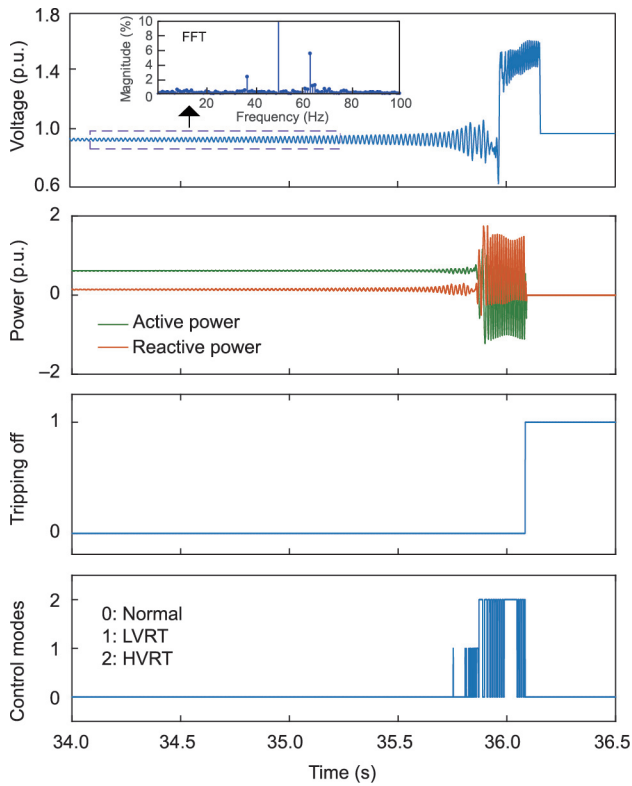 1.8
1.4
1.0
0.6
Voltage (p.u.)
10
8
6
4
2
0
Magnitude (%)
FFT
20 40 60 80 100
Frequency (Hz)
2
0
–2
Power (p.u.)
Active power
Reactive power
1
0
Tripping off
2
1
0
Control modes
0: Normal
1: LVRT
2: HVRT
34.0 34.5 35.0 35.5 36.0 36.5
Time (s)